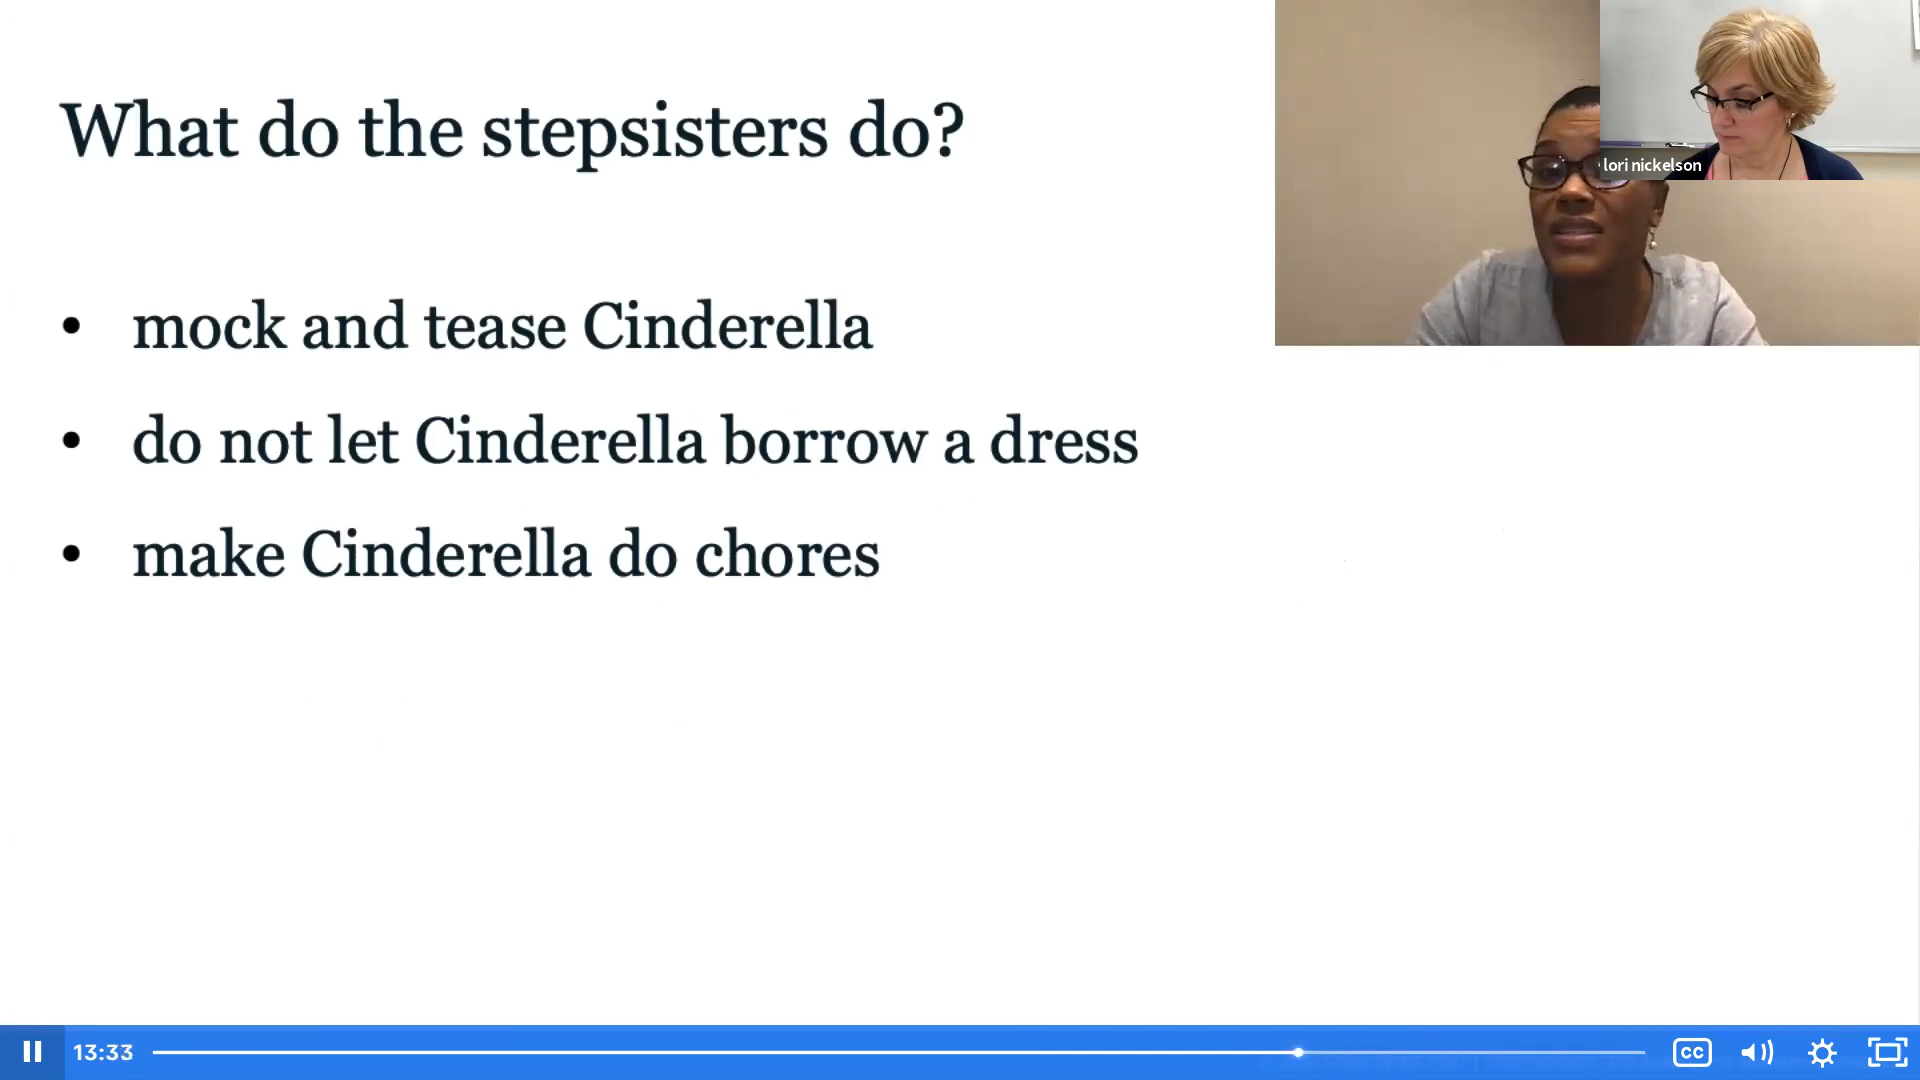 What do the stepsisters do?
lori nickelson
• mock and tease Cinderella
• do not let Cinderella borrow a dress
• make Cinderella do chores
13:33
CC